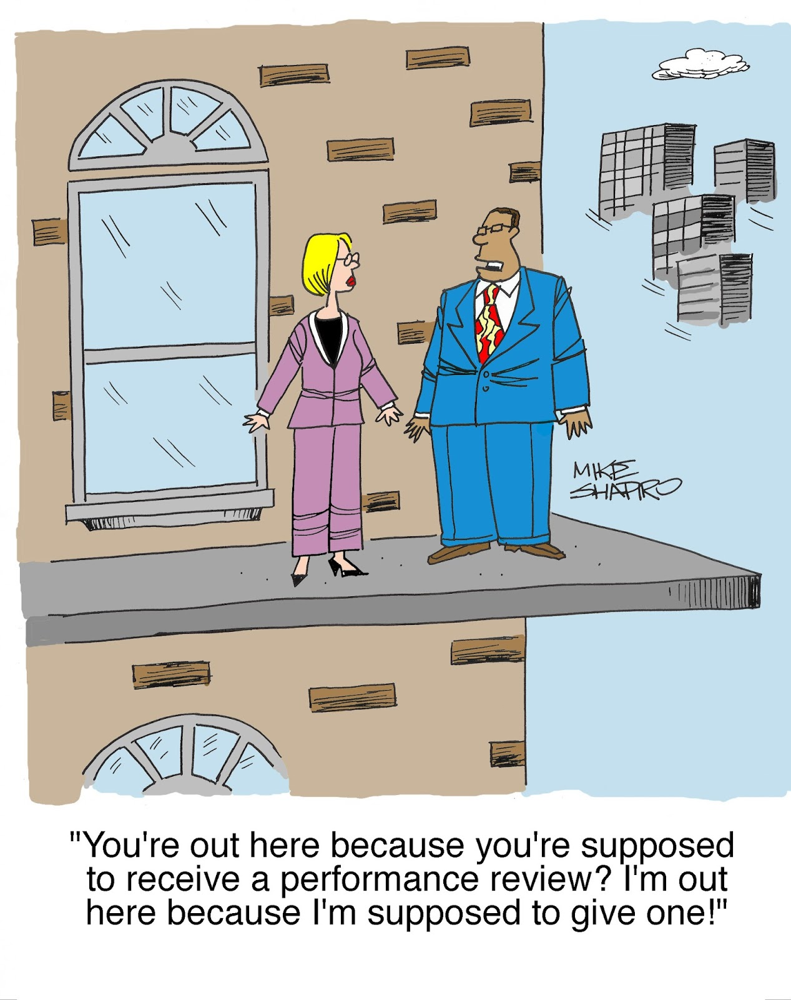 MIKE
SHAPIRO
"You're out here because you're supposed
to receive a performance review? I'm out
here because I'm supposed to give one!"